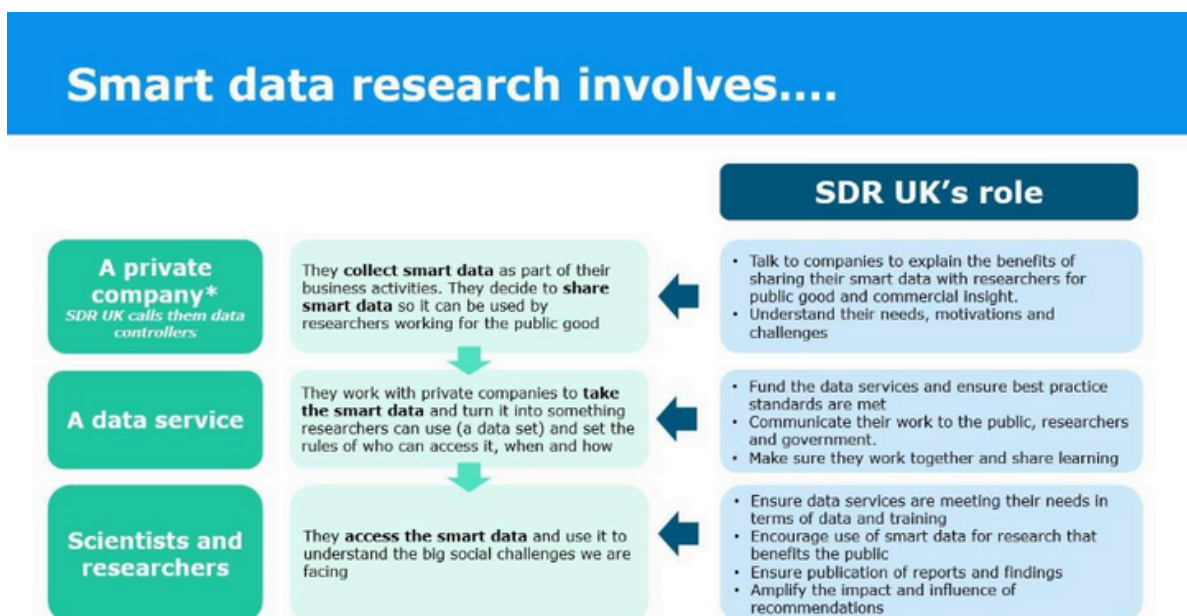 Smart data research involves....
SDR UK's role
A private
company*
SDR UK calls them data
controllers
They collect smart data as part of their
business activities. They decide to share
smart data so it can be used by
researchers working for the public good
• Talk to companies to explain the benefits of
sharing their smart data with researchers for
public good and commercial insight.
• Understand their needs, motivations and
challenges
A data service
They work with private companies to take
the smart data and turn it into something
researchers can use (a data set) and set the
rules of who can access it, when and how
• Fund the data services and ensure best practice
standards are met
• Communicate their work to the public, researchers
and government.
• Make sure they work together and share learning
Scientists and
researchers
They access the smart data and use it to
understand the big social challenges we are
facing
• Ensure data services are meeting their needs in
terms of data and training
• Encourage use of smart data for research that
benefits the public
• Ensure publication of reports and findings
• Amplify the impact and influence of
recommendations